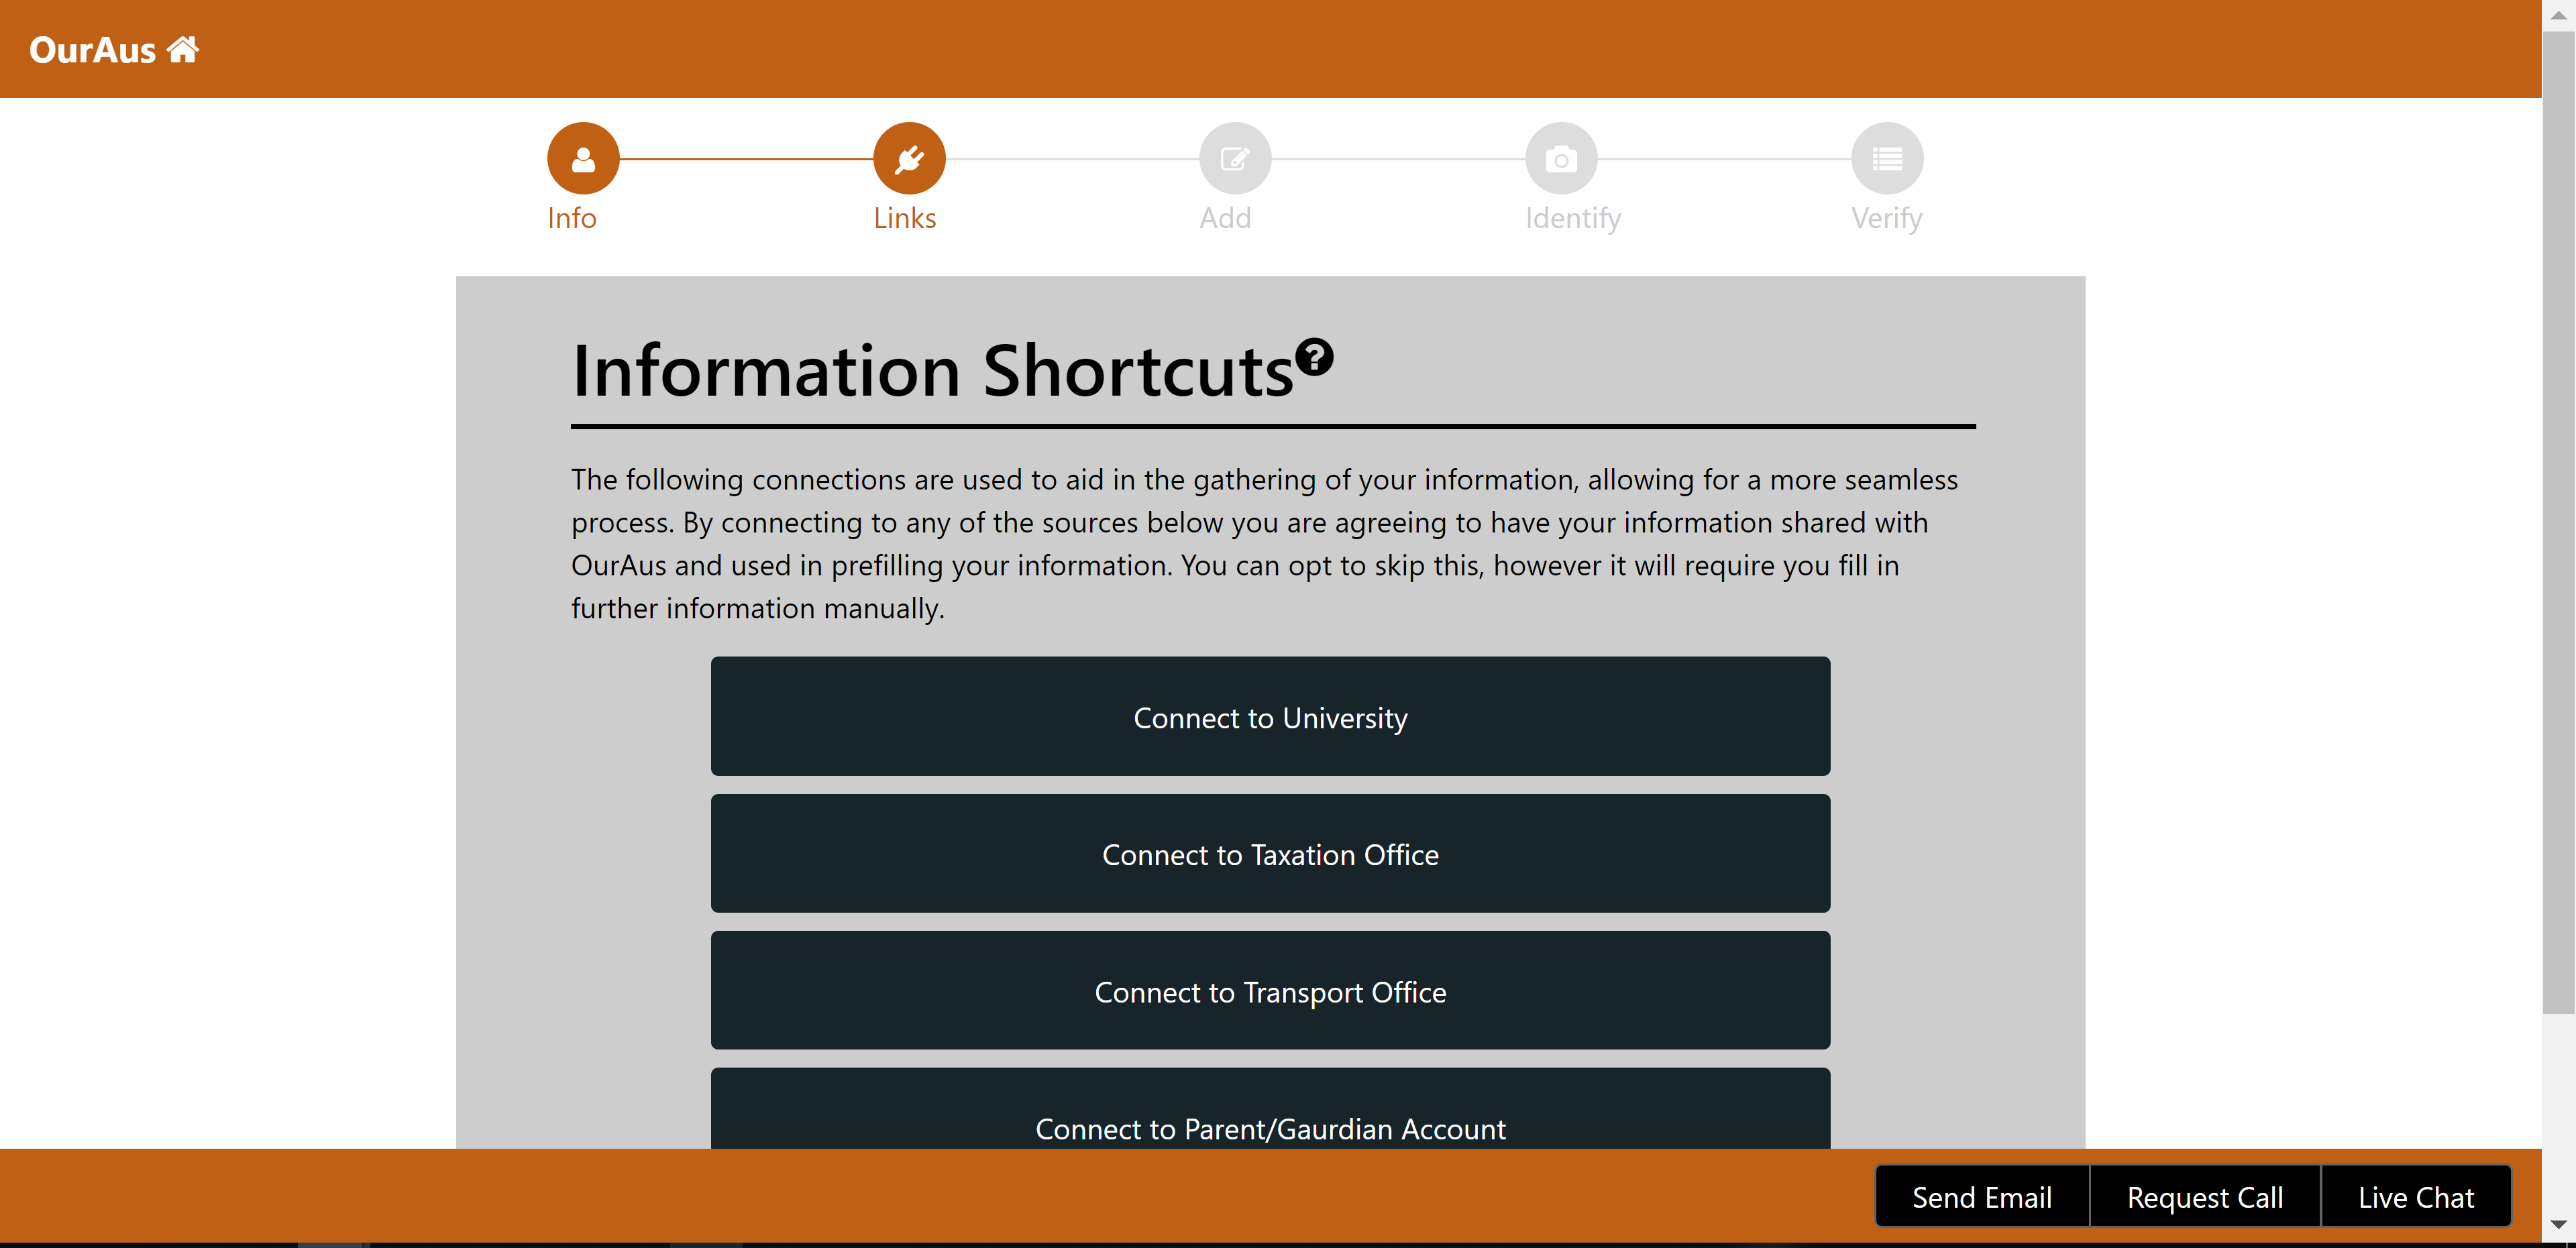 OurAus
Info
Links
Add
Identify
Verify
Information Shortcuts?
The following connections are used to aid in the gathering of your information, allowing for a more seamless
process. By connecting to any of the sources below you are agreeing to have your information shared with
OurAus and used in prefilling your information. You can opt to skip this, however it will require you fill in
further information manually.
Connect to University
Connect to Taxation Office
Connect to Transport Office
Connect to Parent/Gaurdian Account
Send Email
Request Call
Live Chat